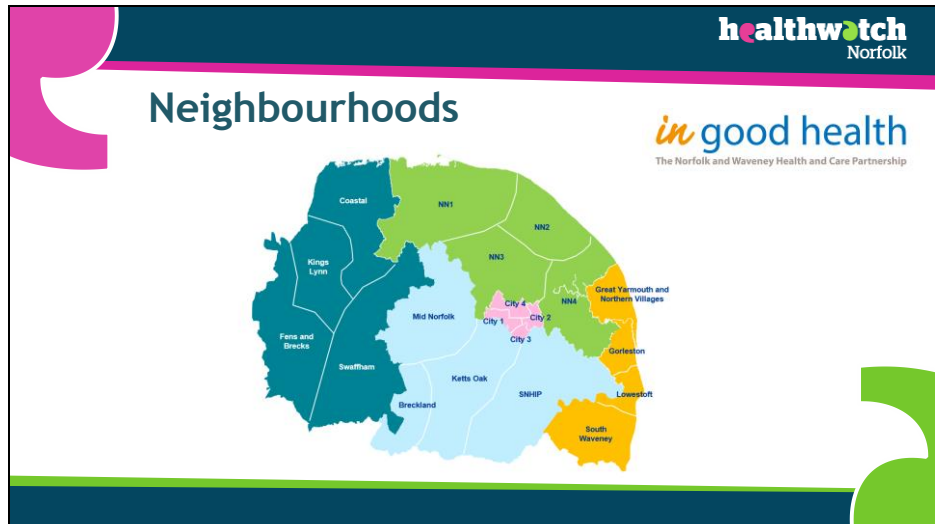 healthwatch
Norfolk
Neighbourhoods
in good health
The Norfolk and Waveney Health and Care Partnership
Coastal
NN1
NN2
NN3
Kings
Lynn
Great Yarmouth and
Northern Villages
NN4
City 4
Mid Norfolk
City 1
City 2
City 3
Fens and
Brecks
Gorleston
Swaffham
Ketts Oak
SNHIP
Lowestoft
Breckland
South
Waveney